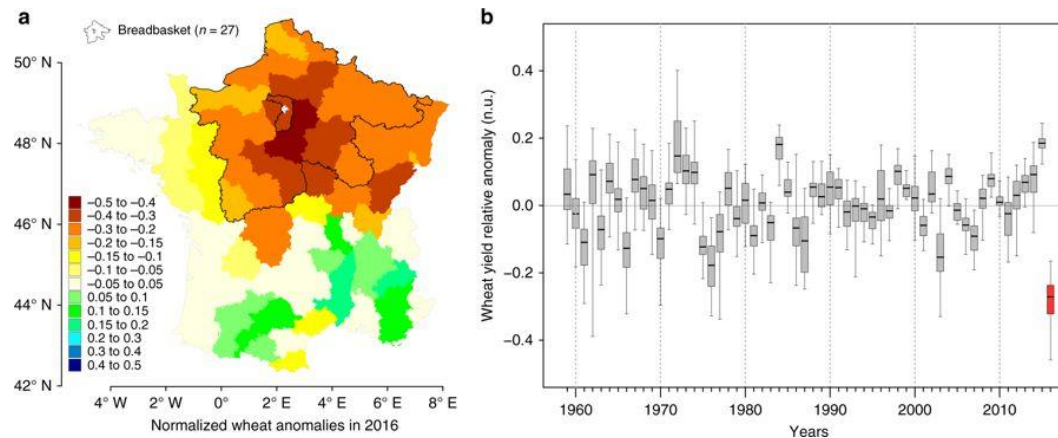 a
Breadbasket (n = 27)
50° N
48° N
46° N
44° N
42° N
−0.5 to −0.4
−0.4 to −0.3
−0.3 to −0.2
−0.2 to −0.15
−0.15 to −0.1
−0.1 to −0.05
−0.05 to 0.05
0.05 to 0.1
0.1 to 0.15
0.15 to 0.2
0.2 to 0.3
0.3 to 0.4
0.4 to 0.5
4° W 2° W 0° 2° E 4° E 6° E 8° E
Normalized wheat anomalies in 2016
b
Wheat yield relative anomaly (n.u.)
0.4
0.2
0.0
−0.2
−0.4
1960 1970 1980 1990 2000 2010
Years